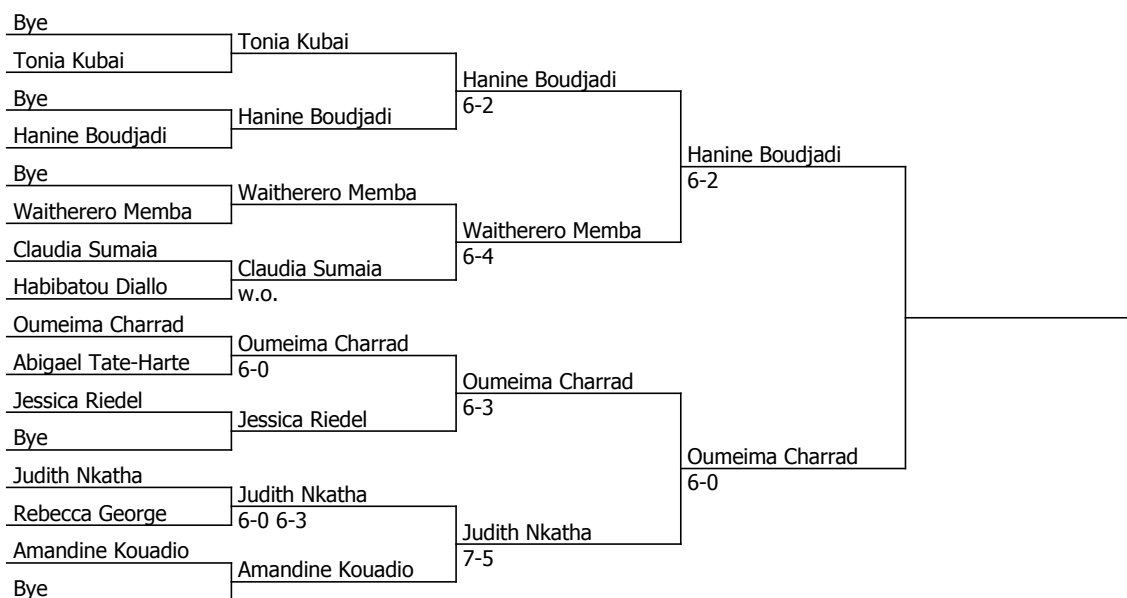 Bye
Tonia Kubai
Bye
Hanine Boudjadi
Bye
Waitherero Memba
Claudia Sumaia
Habibatou Diallo
Oumeima Charrad
Abigael Tate-Harte
Jessica Riedel
Bye
Judith Nkatha
Rebecca George
Amandine Kouadio
Bye
Tonia Kubai
Hanine Boudjadi
Waitherero Memba
Claudia Sumaia
w.o.
Oumeima Charrad
6-0
Jessica Riedel
Judith Nkatha
6-0 6-3
Amandine Kouadio
Hanine Boudjadi
6-2
Waitherero Memba
6-4
Oumeima Charrad
6-3
Judith Nkatha
7-5
Hanine Boudjadi
6-2
Oumeima Charrad
6-0